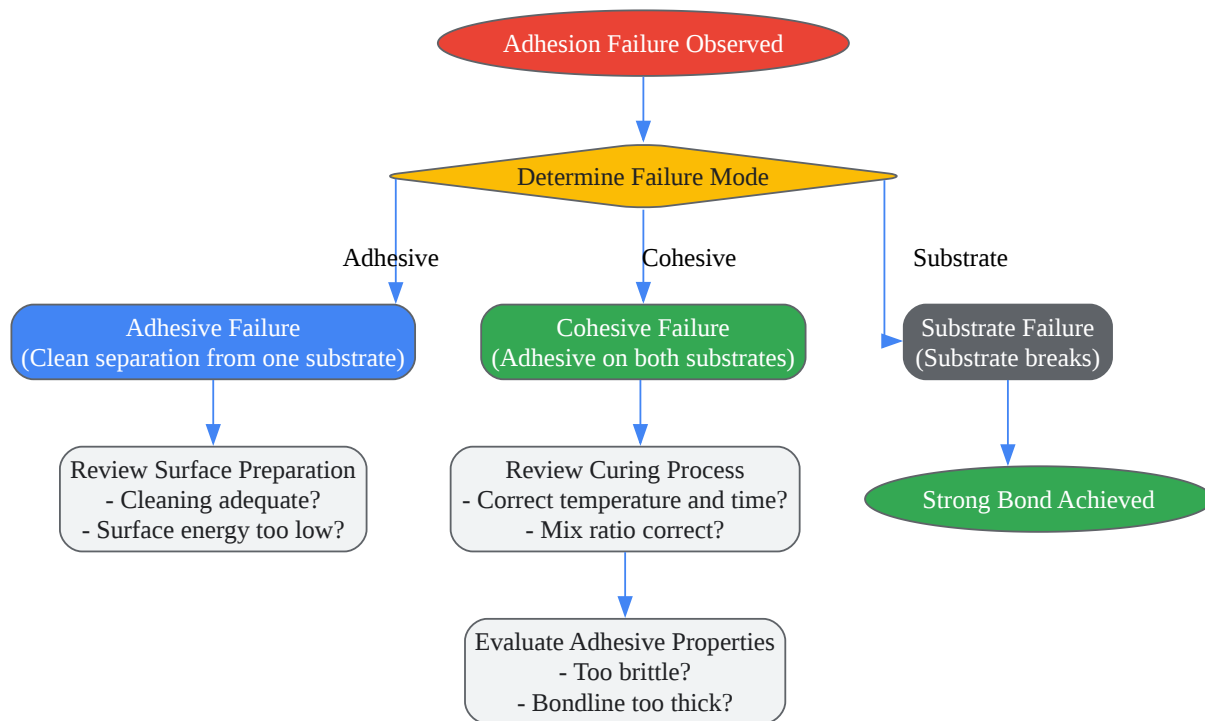 Adhesion Failure Observed
Determine Failure Mode
Adhesive
Cohesive
Substrate
Adhesive Failure
(Clean separation from one substrate)
Cohesive Failure
(Adhesive on both substrates)
Substrate Failure
(Substrate breaks)
Review Surface Preparation
- Cleaning adequate?
- Surface energy too low?
Review Curing Process
- Correct temperature and time?
- Mix ratio correct?
Strong Bond Achieved
Evaluate Adhesive Properties
- Too brittle?
- Bondline too thick?